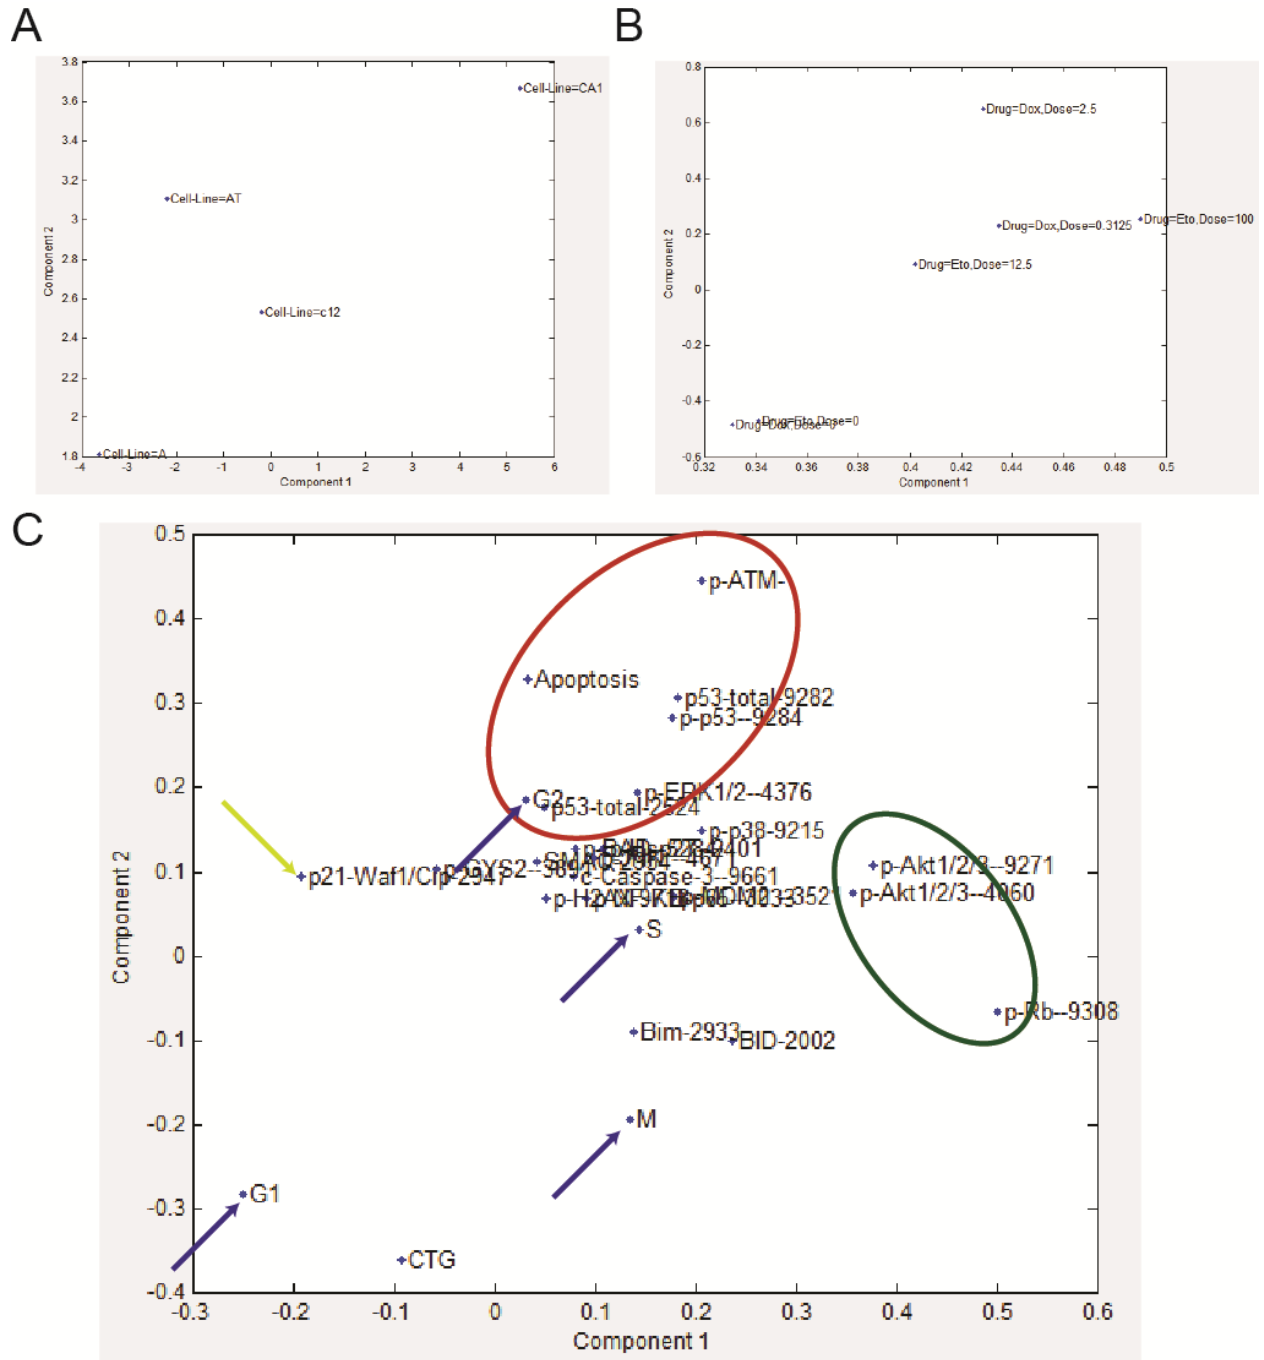 A
B
3.8
3.6
3.4
3.2
3
2.8
2.6
2.4
2.2
2
1.8
Component 2
Cell-Line=CA1
Cell-Line=AT
Cell-Line=c12
Cell-Line=A
-4 -3 -2 -1 0 1 2 3 4 5 6
Component 1
0.8
0.6
0.4
0.2
0
-0.2
-0.4
-0.6
Component 2
Drug=Dox,Dose=2.5
Drug=Eto,Dose=100
Drug=Dox,Dose=0.3125
Drug=Eto,Dose=12.5
Drug=Eto,Dose=0
Drug=Dox,Dose=0
0.32 0.34 0.36 0.38 0.4 0.42 0.44 0.46 0.48 0.5
Component 1
C
0.5
0.4
0.3
0.2
0.1
0
-0.1
-0.2
-0.3
-0.4
Component 2
p-ATM-
Apoptosis
p53-total-9282
p-p53--9284
G2
p-ERK1/2--4376
p53-total-2524
p-p38-9215
p-Akt1/2/3--9271
p21-Waf1/Cip-2947
c-Caspase-3--9661
p-Akt1/2/3--4060
S
p-Rb--9308
Bim-2933
BID-2002
M
G1
CTG
-0.3 -0.2 -0.1 0 0.1 0.2 0.3 0.4 0.5 0.6
Component 1